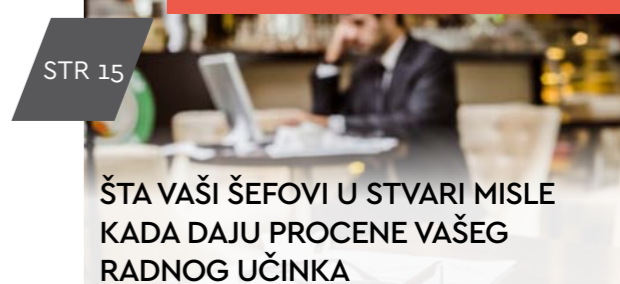 STR 15
ŠTA VAŠI ŠEFOVI U STVARI MISLE
KADA DAJU PROCENE VAŠEG
RADNOG UČINKA